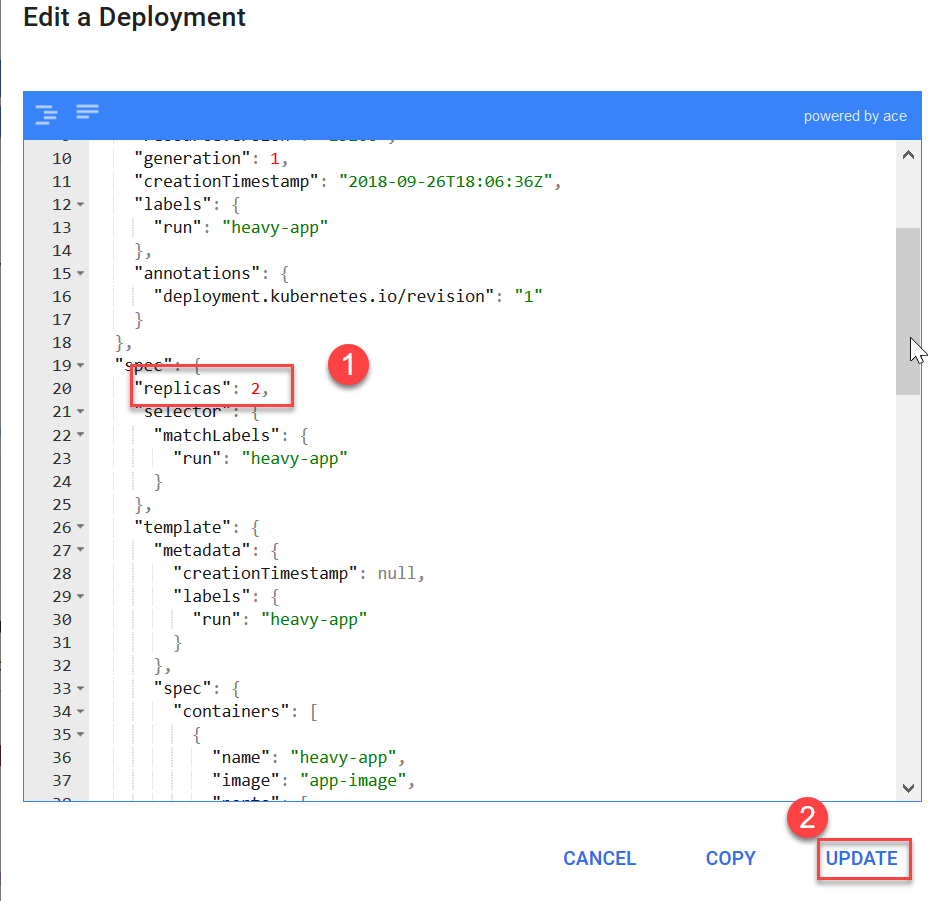 Edit a Deployment
powered by ace
10 "generation": 1,
11 "creationTimestamp": "2018-09-26T18:06:36Z",
12 "labels": {
13 "run": "heavy-app"
14 },
15 "annotations": {
16 "deployment.kubernetes.io/revision": "1"
17 }
18 },
19 "spec": {
1
20 "replicas": 2,
21 "selector": {
22 "matchLabels": {
23 "run": "heavy-app"
24 }
25 },
26 "template": {
27 "metadata": {
28 "creationTimestamp": null,
29 "labels": {
30 "run": "heavy-app"
31 }
32 },
33 "spec": {
34 "containers": [
35 {
36 "name": "heavy-app",
37 "image": "app-image",
38 "ports": [
2
CANCEL COPY UPDATE